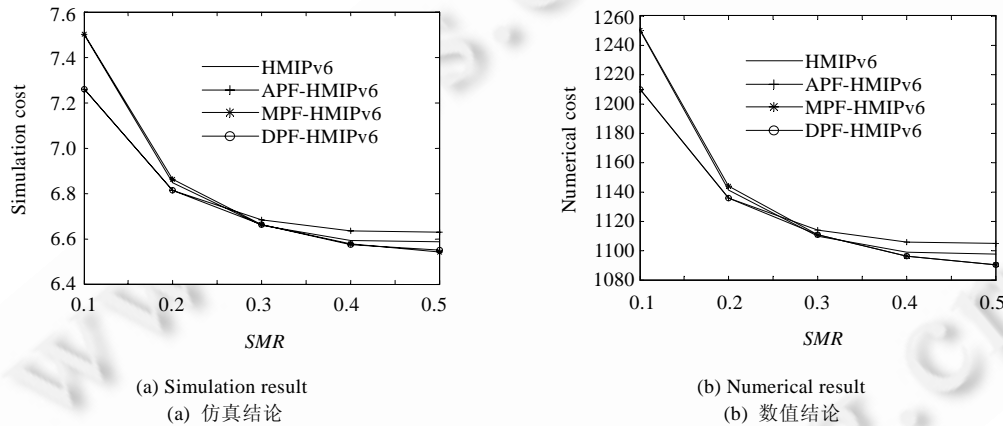 7.6
7.4
7.2
7.0
6.8
6.6
6.4
Simulation cost
HMIPv6
APF-HMIPv6
MPF-HMIPv6
DPF-HMIPv6
0.1 0.2 0.3 0.4 0.5
SMR
(a) Simulation result
(a) 仿真结论
1260
1240
1220
1200
1180
1160
1140
1120
1100
1080
Numerical cost
HMIPv6
APF-HMIPv6
MPF-HMIPv6
DPF-HMIPv6
0.1 0.2 0.3 0.4 0.5
SMR
(b) Numerical result
(b) 数值结论